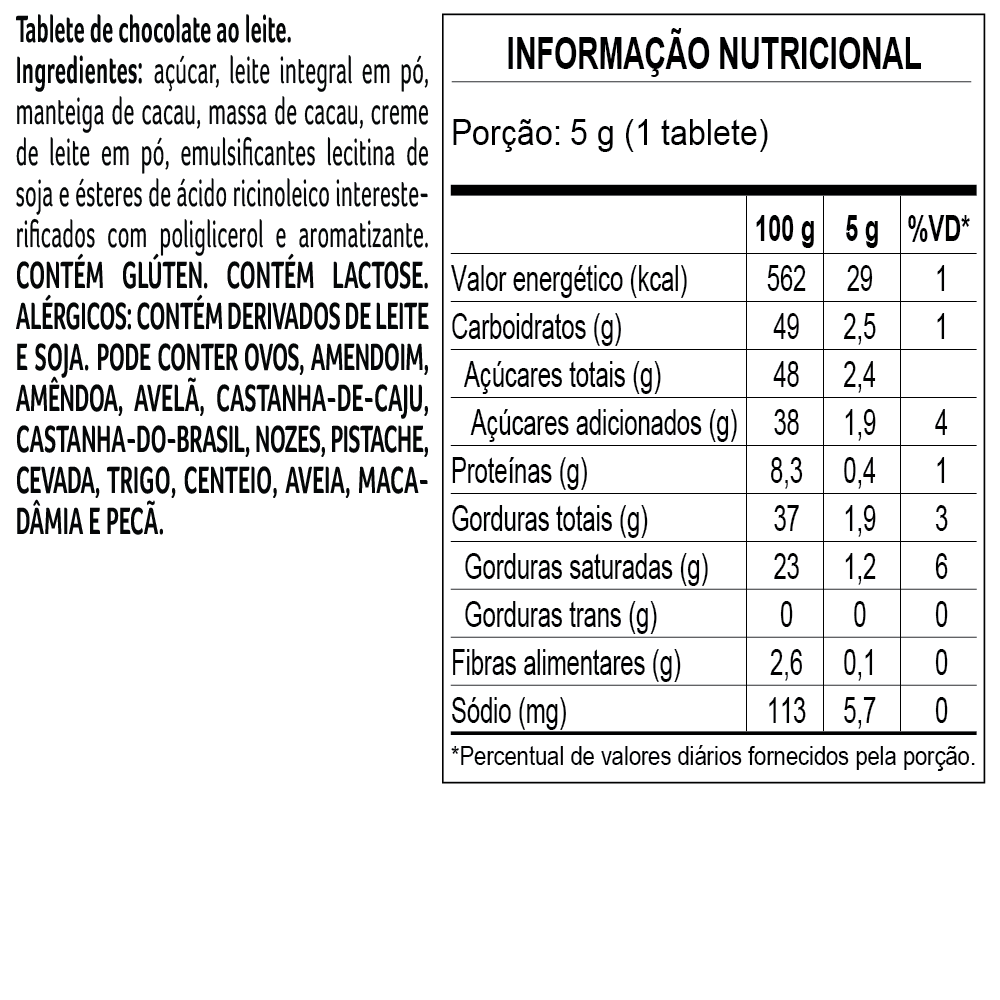 Tablete de chocolate ao leite.
Ingredientes: açúcar, leite integral em pó,
manteiga de cacau, massa de cacau, creme
de leite em pó, emulsificantes lecitina de
soja e ésteres de ácido ricinoleico intereste-
rificados com poliglicerol e aromatizante.
CONTÉM GLÚTEN. CONTÉM LACTOSE.
ALÉRGICOS: CONTÉM DERIVADOS DE LEITE
E SOJA. PODE CONTER OVOS, AMENDOIM,
AMÊNDOA, AVELÃ, CASTANHA-DE-CAJU,
CASTANHA-DO-BRASIL, NOZES, PISTACHE,
CEVADA, TRIGO, CENTEIO, AVEIA, MACA-
DÂMIA E PECÃ.
INFORMAÇÃO NUTRICIONAL
Porção: 5 g (1 tablete)
100 g 5 g %VD*
Valor energético (kcal) 562 29 1
Carboidratos (g) 49 2,5 1
Açúcares totais (g) 48 2,4
Açúcares adicionados (g) 38 1,9 4
Proteínas (g) 8,3 0,4 1
Gorduras totais (g) 37 1,9 3
Gorduras saturadas (g) 23 1,2 6
Gorduras trans (g) 0 0 0
Fibras alimentares (g) 2,6 0,1 0
Sódio (mg) 113 5,7 0
*Percentual de valores diários fornecidos pela porção.